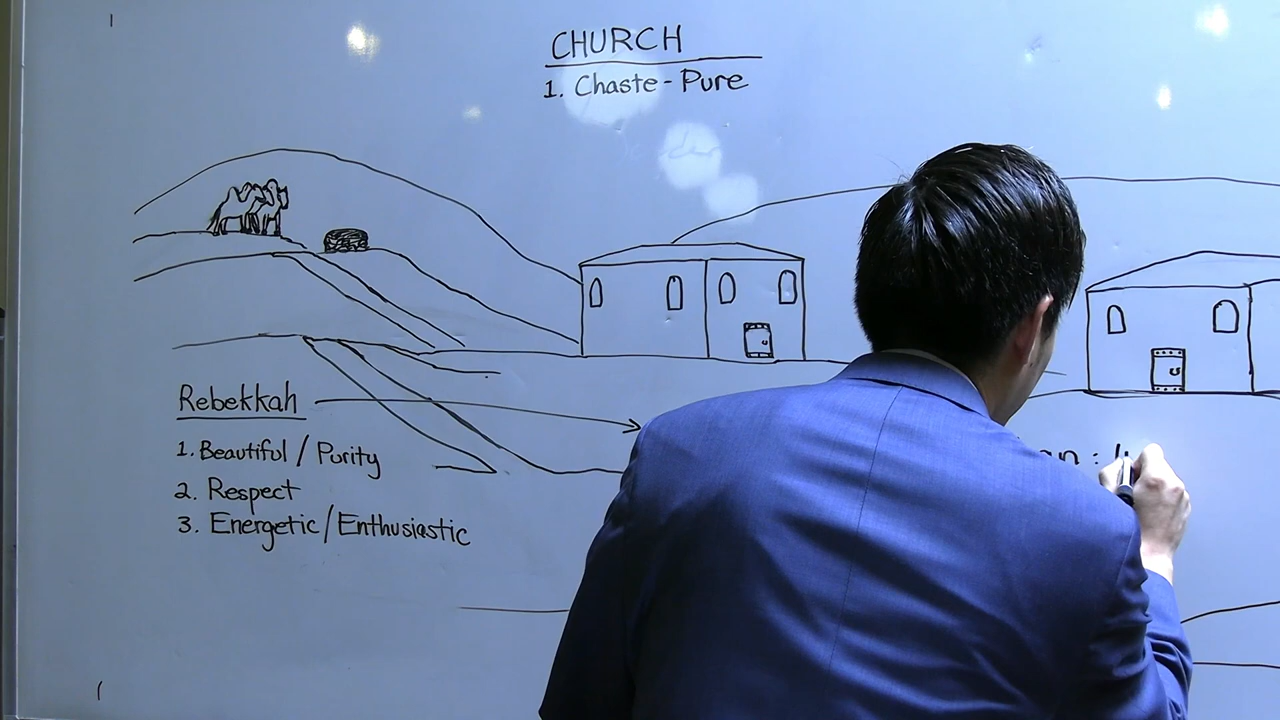 CHURCH
1. Chaste - Pure
Rebekkah
1. Beautiful / Purity
2. Respect
3. Energetic / Enthusiastic